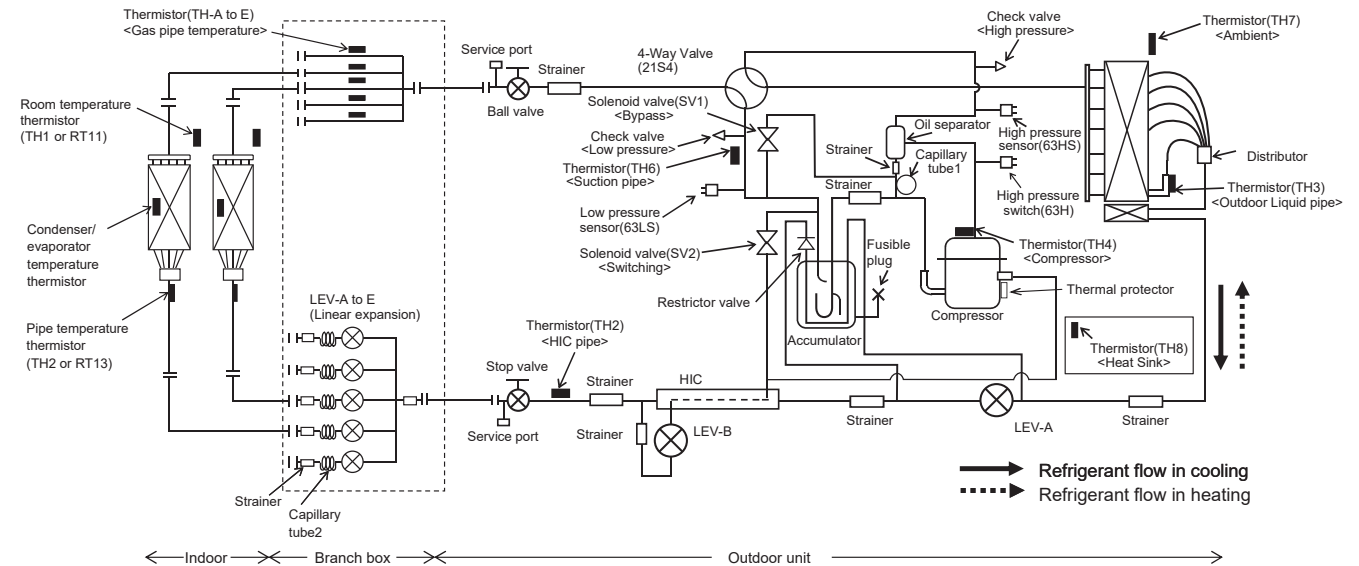 Thermistor(TH-A to E)
<Gas pipe temperature>
Service port
Strainer
Ball valve
4-Way Valve
(21S4)
Check valve
<High pressure>
Thermistor(TH7)
<Ambient>
Room temperature
thermistor
(TH1 or RT11)
Solenoid valve(SV1)
<Bypass>
Check valve
<Low pressure>
Thermistor(TH6)
<Suction pipe>
Oil separator
Strainer
Capillary
tube1
Strainer
High pressure
sensor(63HS)
High pressure
switch(63H)
Distributor
Thermistor(TH3)
<Outdoor Liquid pipe>
Condenser/
evaporator
temperature
thermistor
Low pressure
sensor(63LS)
Solenoid valve(SV2)
<Switching>
Fusible
plug
Thermistor(TH4)
<Compressor>
Restrictor valve
Thermal protector
Compressor
Accumulator
Pipe temperature
thermistor
(TH2 or RT13)
LEV-A to E
(Linear expansion)
Thermistor(TH2)
<HIC pipe>
Thermistor(TH8)
<Heat Sink>
Stop valve
Strainer
HIC
Service port
Strainer
LEV-B
Strainer
LEV-A
Strainer
Strainer
Capillary
tube2
Refrigerant flow in cooling
Refrigerant flow in heating
Indoor
Branch box
Outdoor unit